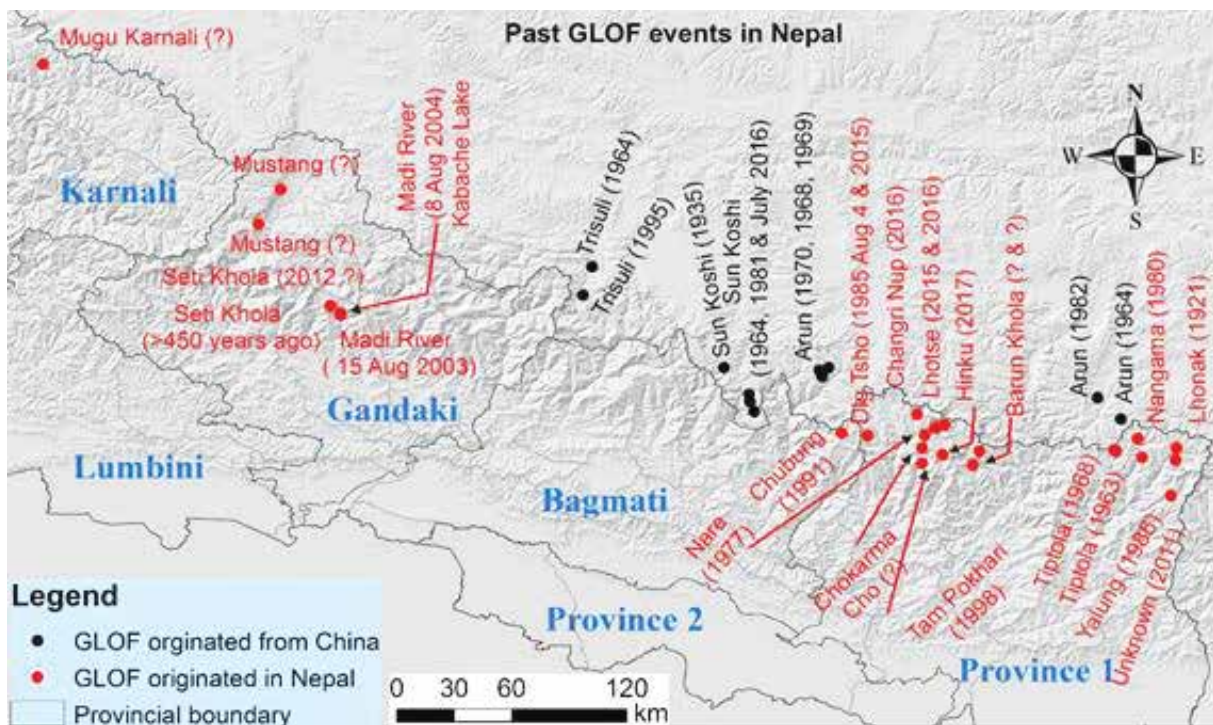 Past GLOF events in Nepal
Mugu Karnali (?)
Karnali
Mustang (?)
Mustang (?)
Madi River
(8 Aug 2004)
Kabache Lake
Seti Khola (2012,?)
Seti Khola
(>450 years ago)
Madi River
( 15 Aug 2003)
Gandaki
Lumbini
Trisuli (1964)
Trisuli (1995)
Sun Koshi (1935)
Sun Koshi
(1964, 1981 & July 2016)
Arun (1970, 1968, 1969)
Dig Tsho (1985 Aug 4 & 2015)
Changri Nup (2016)
Lhotse (2015 & 2016)
Hinku (2017)
Barun Khola (? & ?)
Arun (1982)
Arun (1964)
Nangama (1980)
Lhonak (1921)
N
W
E
S
Bagmati
Chubung
(1991)
Nare
(1977)
Chokarma
Cho (?)
Tam Pokhari
(1998)
Tiptola (1968)
Tiptola (1963)
Yalung (1988)
Unknown (2011)
Province 2
Province 1
Legend
GLOF orginated from China
GLOF originated in Nepal
Provincial boundary
0 30 60 120
km